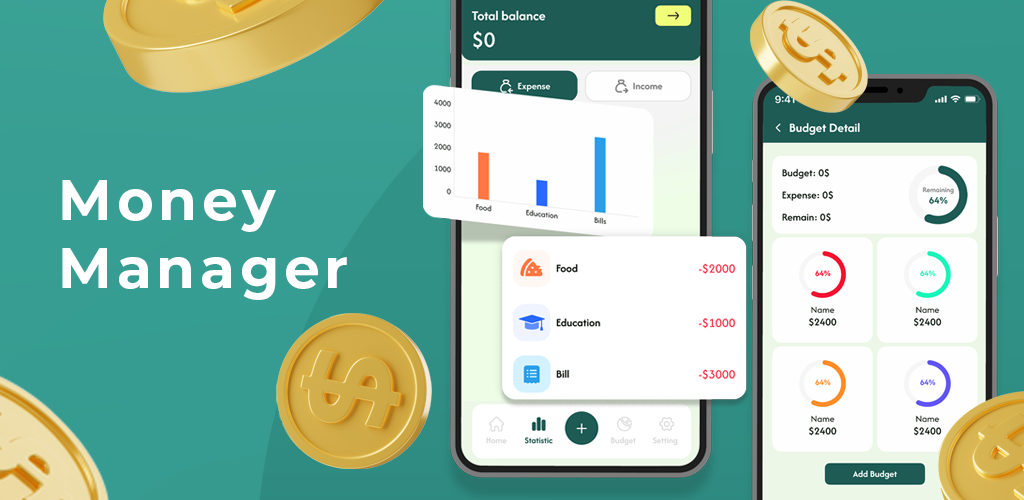 Money
Manager
Total balance
$0
Expense
Income
4000
3000
2000
1000
0
Food
Education
Bills
Food
-$2000
Education
-$1000
Bill
-$3000
Home
Statistic
Budget
Setting
9:41
Budget Detail
Budget: 0$
Expense: 0$
Remain: 0$
Remaining
64%
64%
Name
$2400
64%
Name
$2400
64%
Name
$2400
64%
Name
$2400
Add Budget